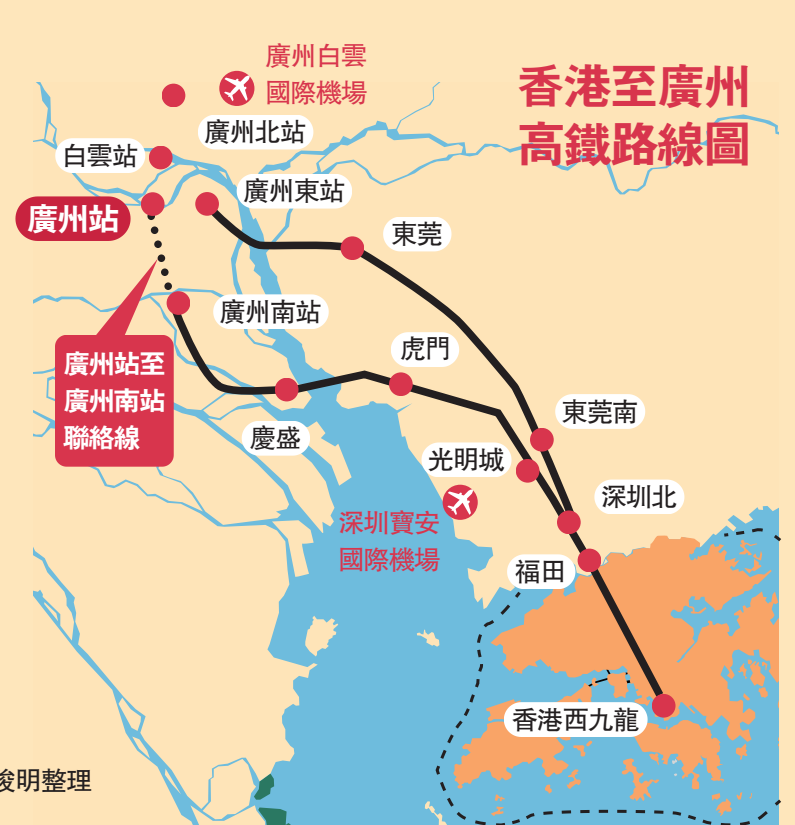 香港至廣州
高鐵路線圖
廣州白雲
國際機場
廣州北站
白雲站
廣州東站
廣州站
東莞
廣州南站
虎門
廣州站至
廣州南站
聯絡線
慶盛
東莞南
光明城
深圳北
深圳寶安
國際機場
福田
香港西九龍
明整理